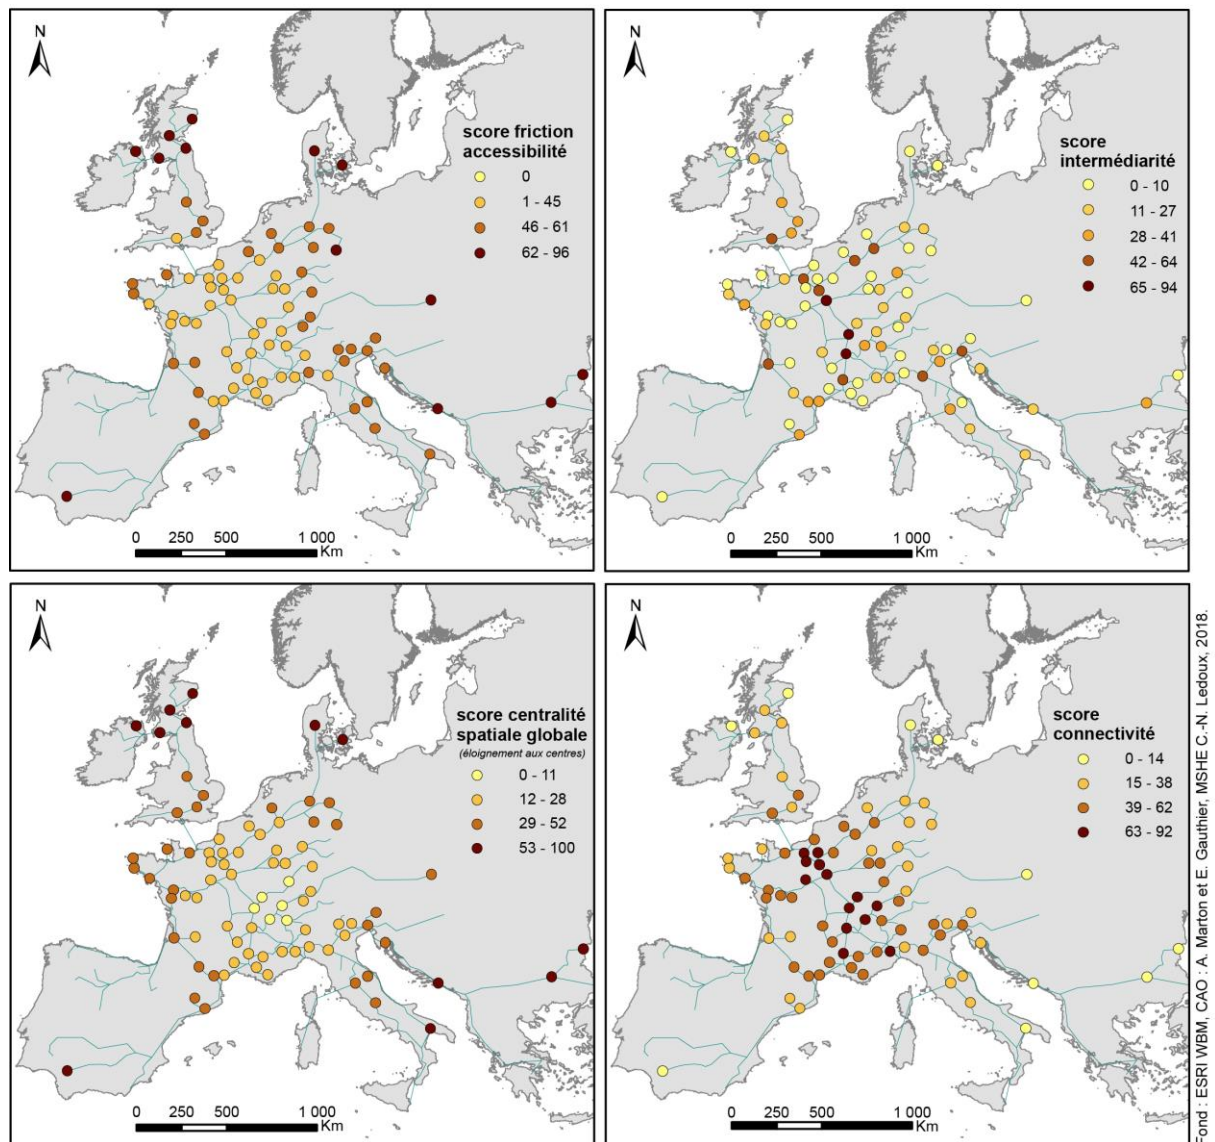 N
score friction
accessibilité
0
1 - 45
46 - 61
62 - 96
0 250 500 1 000
Km
N
score
intermédiarité
0 - 10
11 - 27
28 - 41
42 - 64
65 - 94
0 250 500 1 000
Km
N
score centralité
spatiale globale
(éloignement aux centres)
0 - 11
12 - 28
29 - 52
53 - 100
0 250 500 1 000
Km
N
score
connectivité
0 - 14
15 - 38
39 - 62
63 - 92
0 250 500 1 000
Km
Fond : ESRI WBM, CAO : A. Marton et E. Gauthier, MSHE C.-N. Ledoux, 2018.